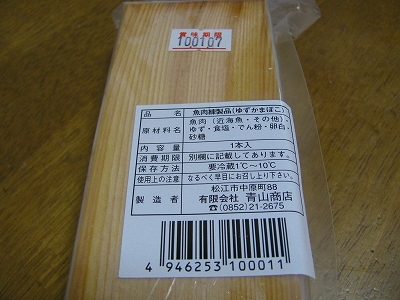 賞味期限
100107
品名 魚肉練製品(ゆずかまぼこ)
原材料名 魚肉(近海魚・その他)、
ゆず・食塩・でん粉・卵白、
砂糖
内容量 1本入
消費期限 別欄に記載してあります。
保存方法 要冷蔵1℃~10℃
使用上の注意 なるべく早目にお召し上り下さい。
製造者 松江市中原町88
有限会社 青山商店
☎(0852)21-2675
4 946253 100011